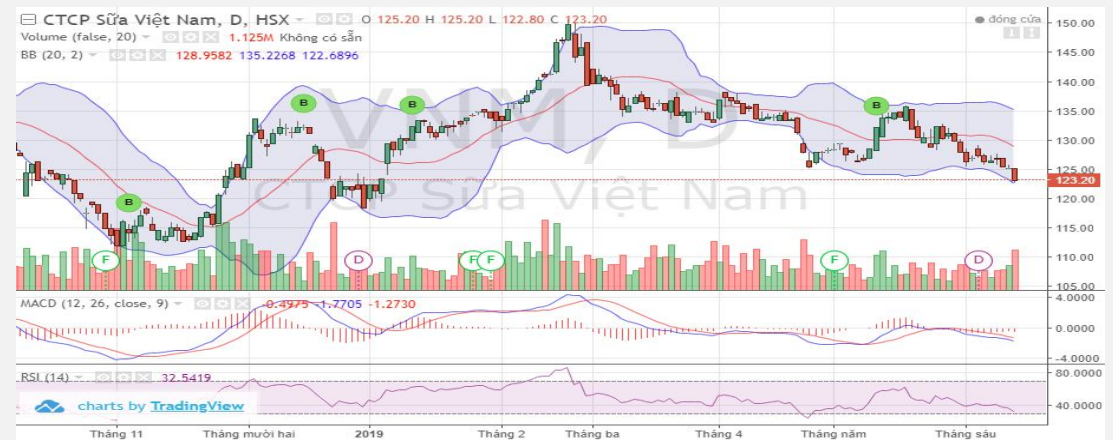 CTCP Sữa Việt Nam, D, HSX O 125.20 H 125.20 L 122.80 C 123.20
đóng cửa
Volume (false, 20) 1.125M Không có sẵn
BB (20, 2) 128.9582 135.2268 122.6896
VNM, D
CTCP Sữa Việt Nam
150.00
145.00
140.00
135.00
130.00
125.00
123.20
120.00
115.00
110.00
105.00
B
B
B
B
F
D
F
F
F
D
MACD (12, 26, close, 9) -0.4975 -1.7705 -1.2730
4.0000
0.0000
-4.0000
RSI (14) 32.5419
80.0000
40.0000
charts by TradingView
Tháng 11 Tháng mười hai 2019 Tháng 2 Tháng ba Tháng 4 Tháng năm Tháng sáu